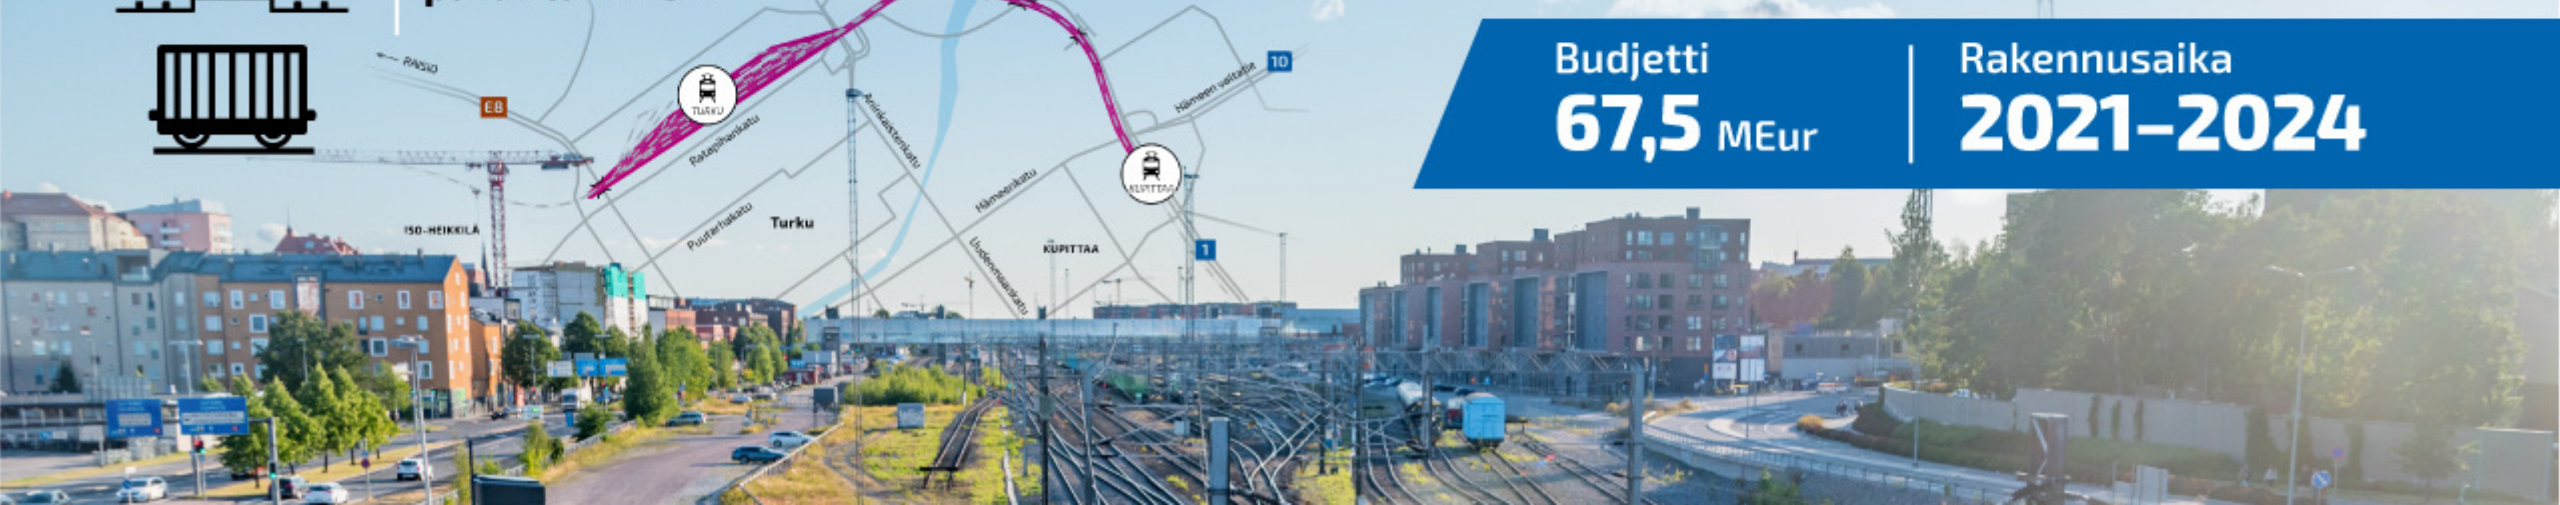 RAISIO
E8
TURKU
Ratapihankatu
Aninkaistenkatu
Hämeen valtatie
10
KUPITTAA
Hämeenkatu
Puutarhakatu
Turku
ISO-HEIKKILÄ
Uudenmaankatu
KUPITTAA
1
Budjetti
67,5 MEur
Rakennusaika
2021–2024